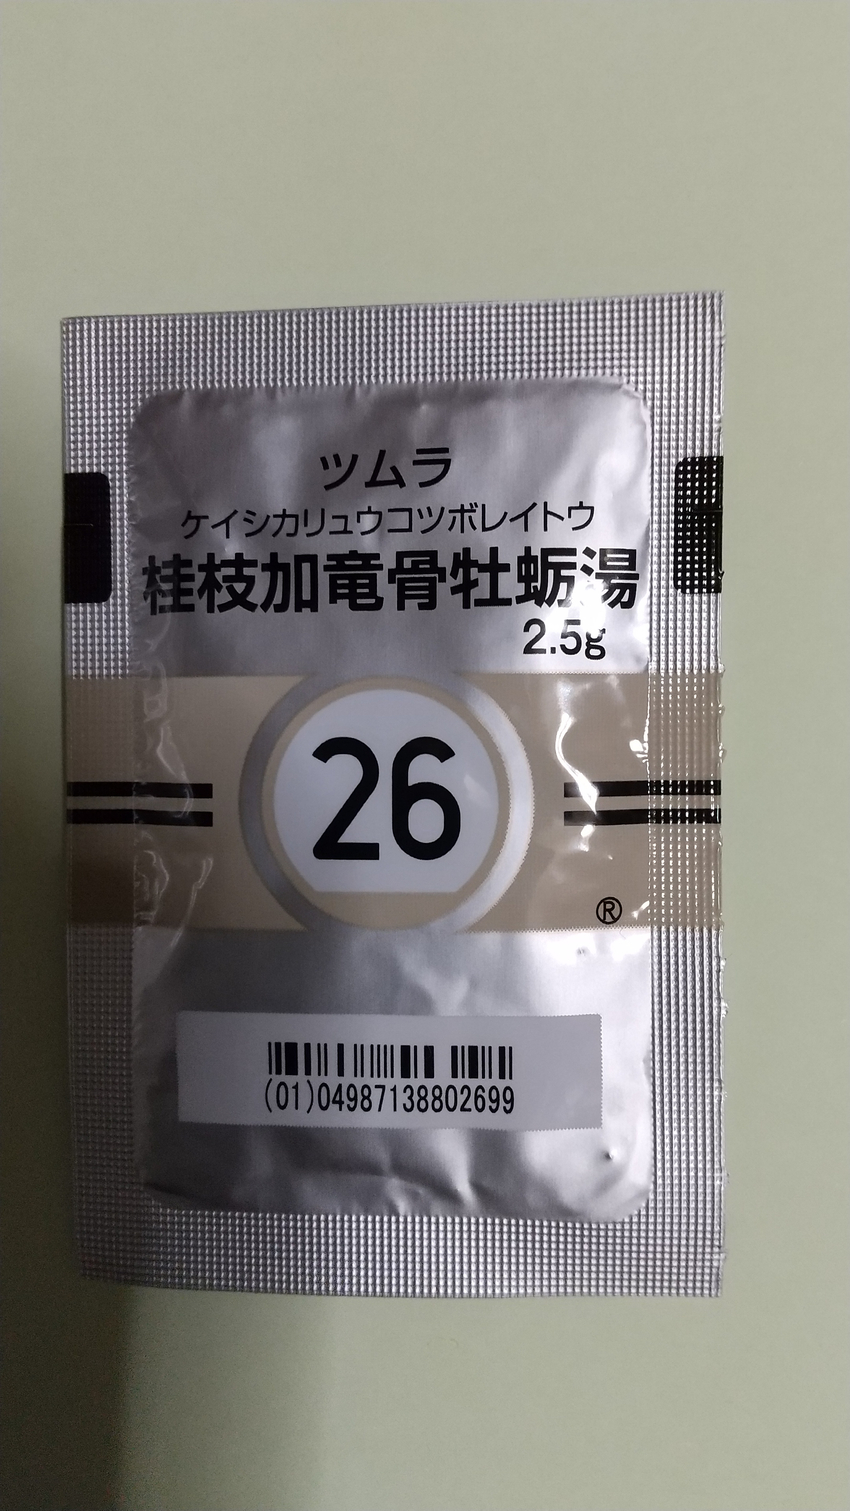 ツムラ
ケイシカリュウコツボレイトウ
桂枝加竜骨牡蛎湯
2.5g
26
®
(01)04987138802699